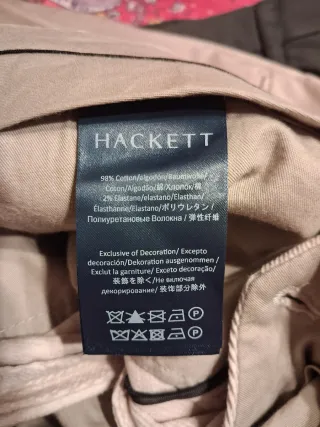 HACKETT
98% Cotton/algodón/Baumwolle/
Coton/Algodão/綿/Хлопок/棉
2% Elastane/elastano/Elasthan/
Élasthanne/Elastano/ポリウレタン/
Полиуретановые Волокна / 弹性纤维
Exclusive of Decoration/ Excepto
decoración/Dekoration ausgenommen /
Exclut la garniture/ Exceto decoração/
装飾を除く/Не включая
декорирование/ 装饰部分除外
P
P